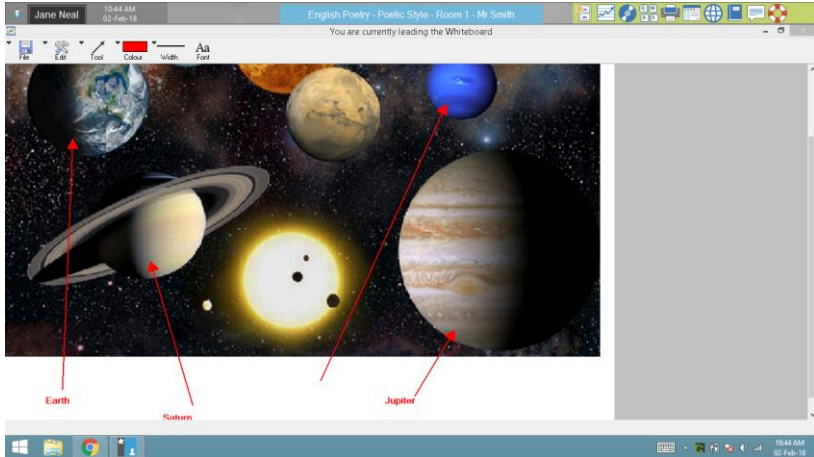 Jane Neal
10:44 AM
02-Feb-18
English Poetry - Poetic Style - Room 1 - Mr Smith
You are currently leading the Whiteboard
File Edit Tool Colour Width Aa Font
Earth
Saturn
Jupiter
10:44 AM
02-Feb-18